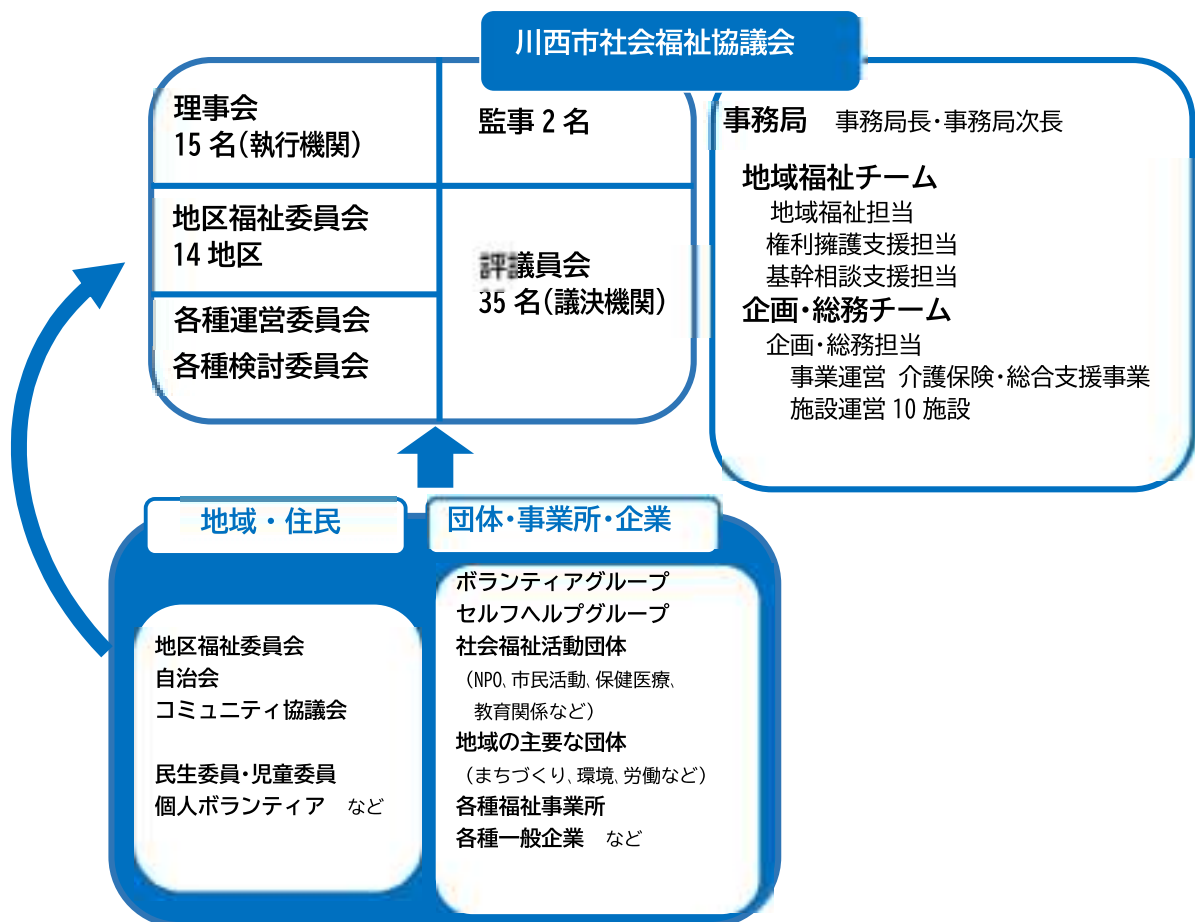 川西市社会福祉協議会
理事会
15名(執行機関)
監事2名
地区福祉委員会
14地区
評議員会
35名(議決機関)
各種運営委員会
各種検討委員会
事務局　事務局長・事務局次長
地域福祉チーム
地域福祉担当
権利擁護支援担当
基幹相談支援担当
企画・総務チーム
企画・総務担当
事業運営 介護保険・総合支援事業
施設運営10施設
地域・住民
地区福祉委員会
自治会
コミュニティ協議会
民生委員・児童委員
個人ボランティア　など
団体・事業所・企業
ボランティアグループ
セルフヘルプグループ
社会福祉活動団体
（NPO、市民活動、保健医療、
教育関係など）
地域の主要な団体
（まちづくり、環境、労働など）
各種福祉事業所
各種一般企業　など